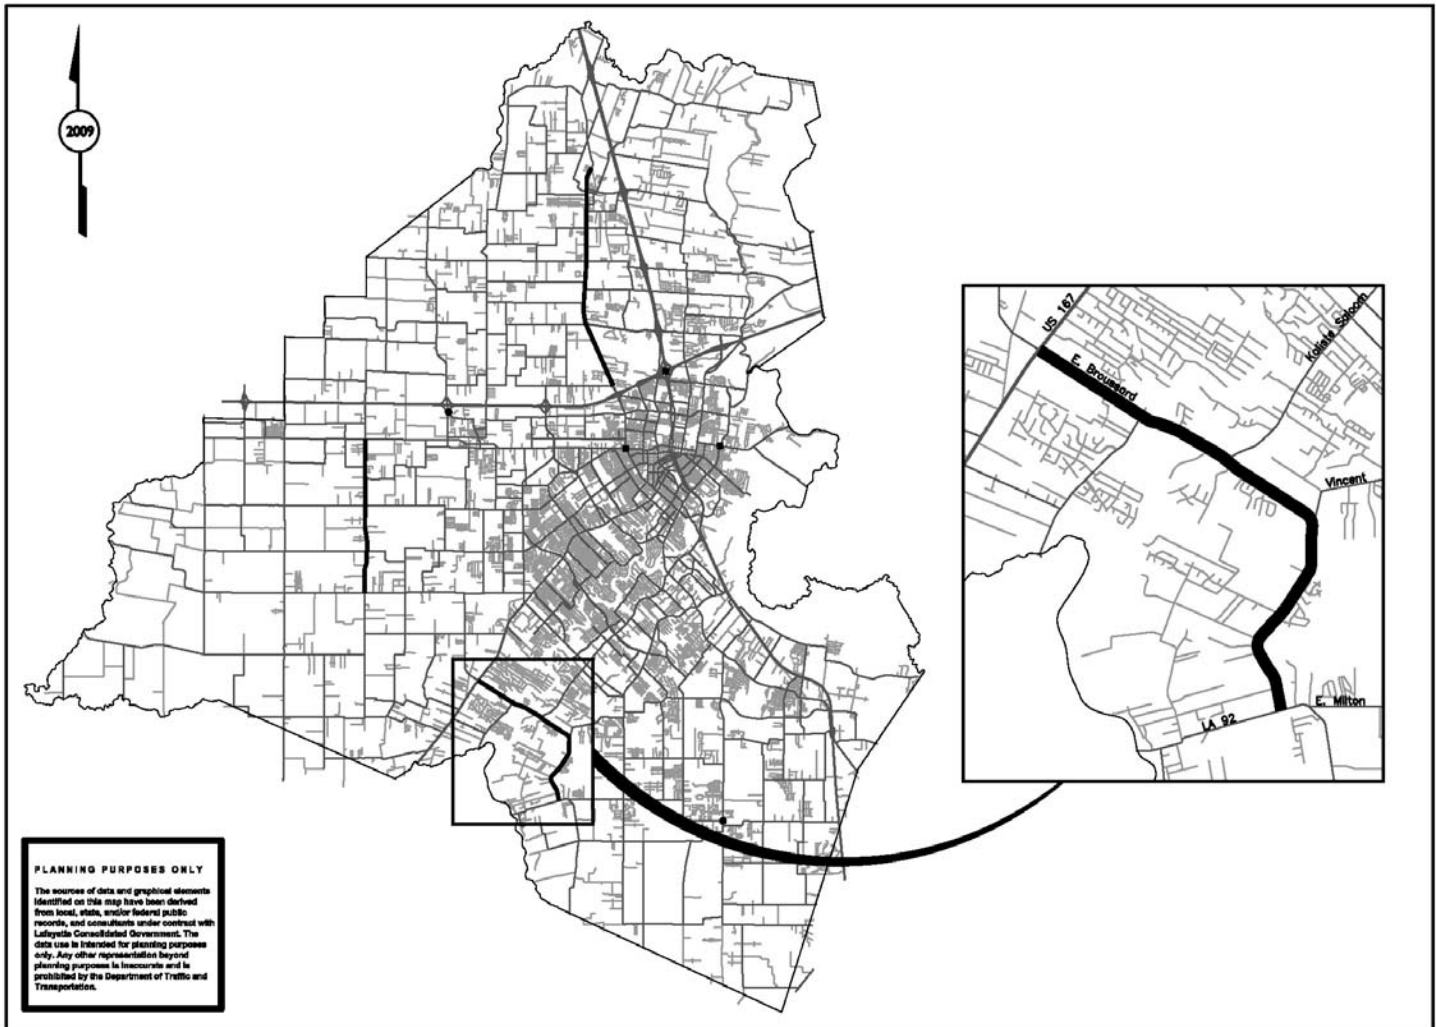 2009
US 167
E. Broussard
Kaliste Saloom
Vincent
E. Milton
LA 92
PLANNING PURPOSES ONLY
The sources of data and graphical elements
identified on this map have been derived
from local, state, and/or federal public
records, and consultants under contract with
Lafayette Consolidated Government. The
data use is intended for planning purposes
only. Any other representation beyond
planning purposes is inaccurate and is
prohibited by the Department of Traffic and
Transportation.